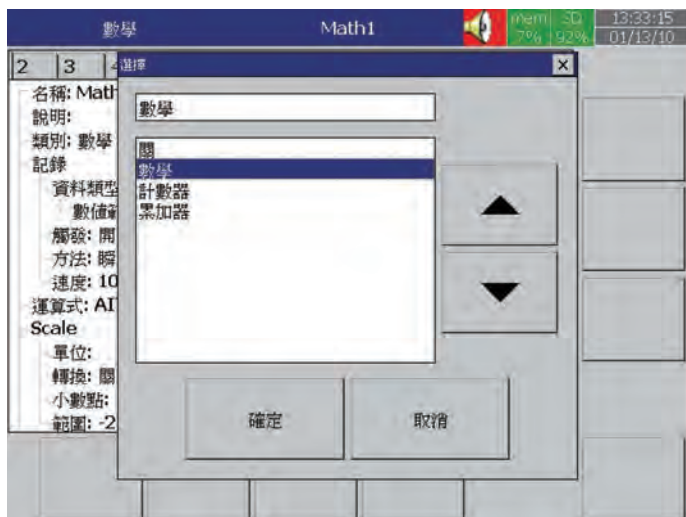 數學 Math1 mem 7% SD 92% 13:33:15 01/13/10
2 3 選擇
名稱: Math
說明:
類別: 數學
記錄
資料類型
數值範
觸發: 開
方法: 瞬
速度: 10
運算式: AI
Scale
單位:
轉換: 關
小數點:
範圍: -2
數學
關
數學
計數器
累加器
確定 取消